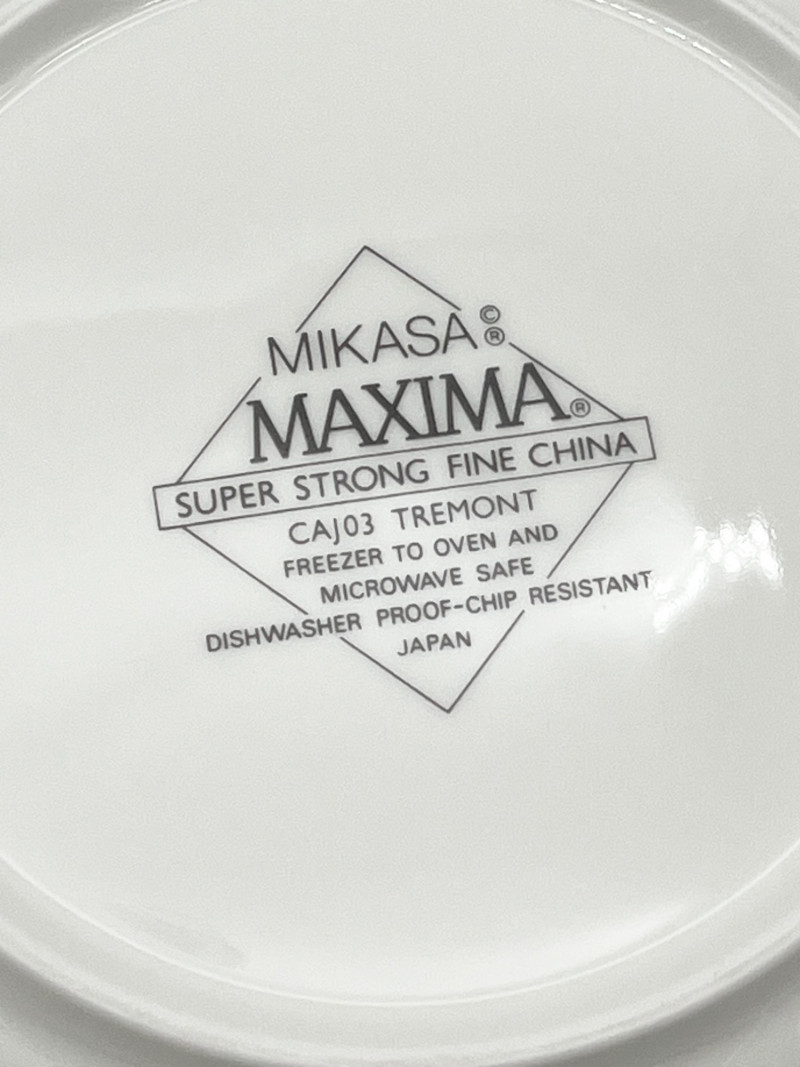 MIKASA ©
®
MAXIMA®
SUPER STRONG FINE CHINA
CAJ03 TREMONT
FREEZER TO OVEN AND
MICROWAVE SAFE
DISHWASHER PROOF-CHIP RESISTANT
JAPAN